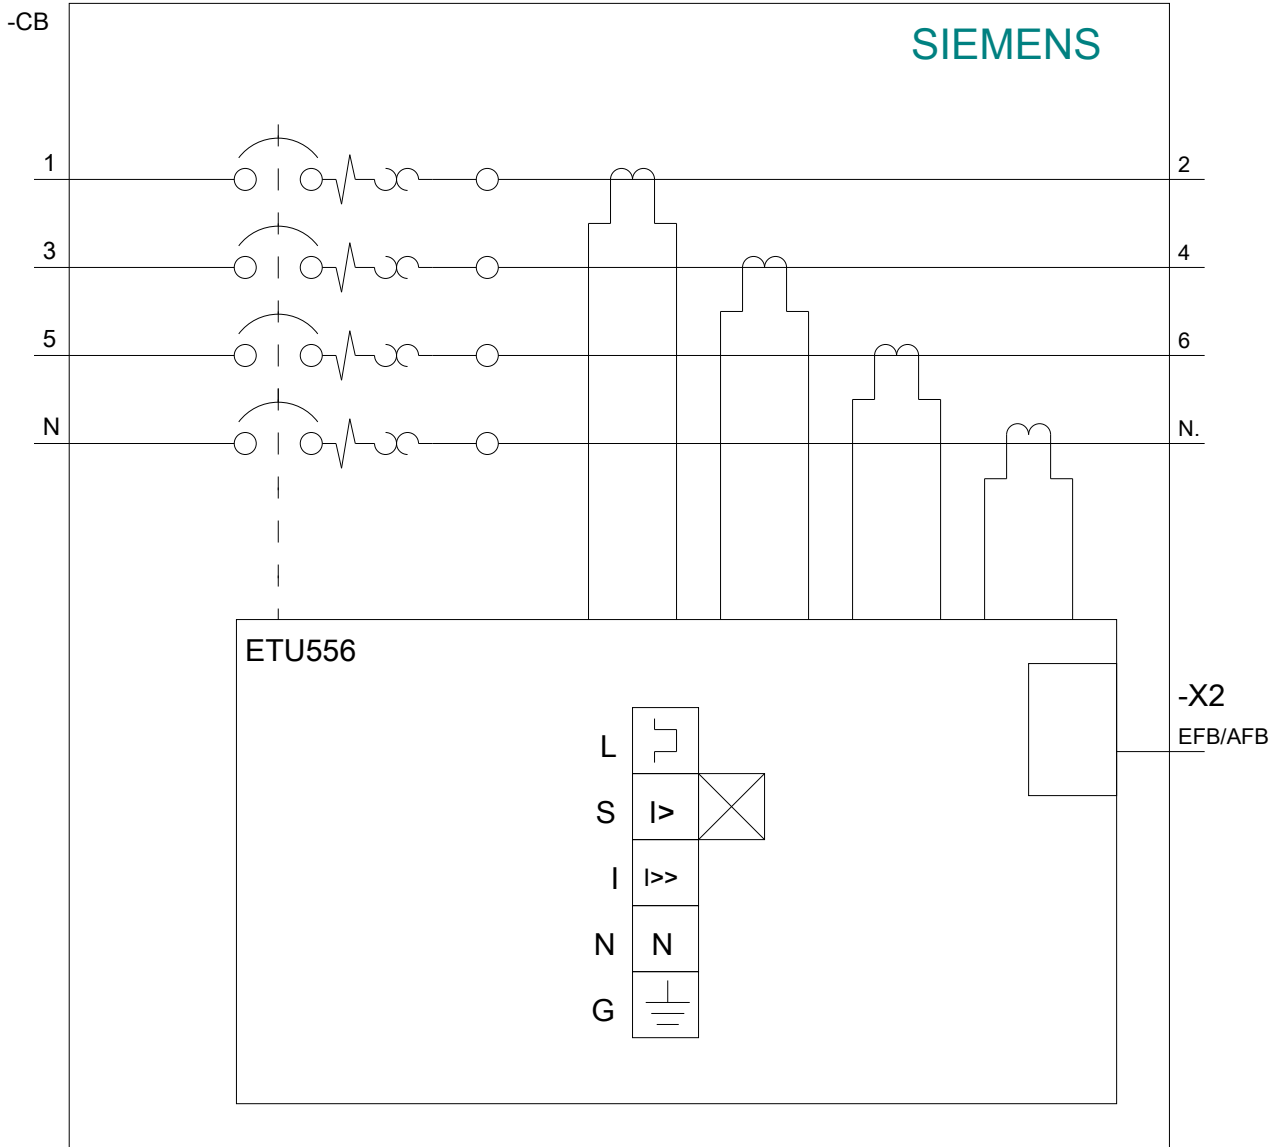 -CB
SIEMENS
1
2
3
4
5
6
N
N.
ETU556
-X2
EFB/AFB
L
S I>
I I>>
N N
G